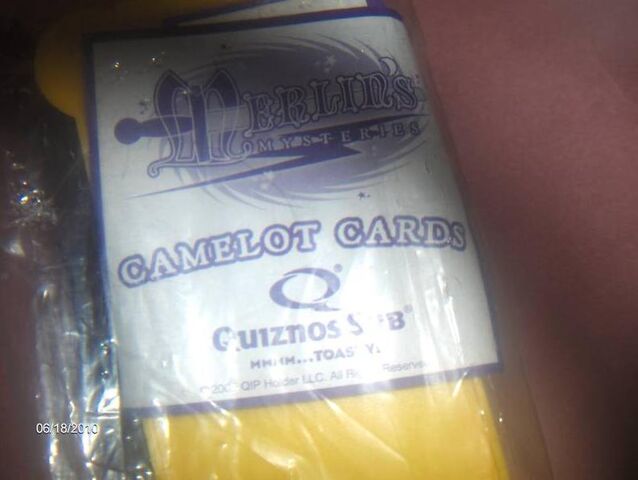 MERLIN'S
MYSTERIES
CAMELOT CARDS
Q®
QUIZNOS SUB®
MMMM...TOASTY!
QIP Holder LLC. All Rights Reserved
06/18/2010